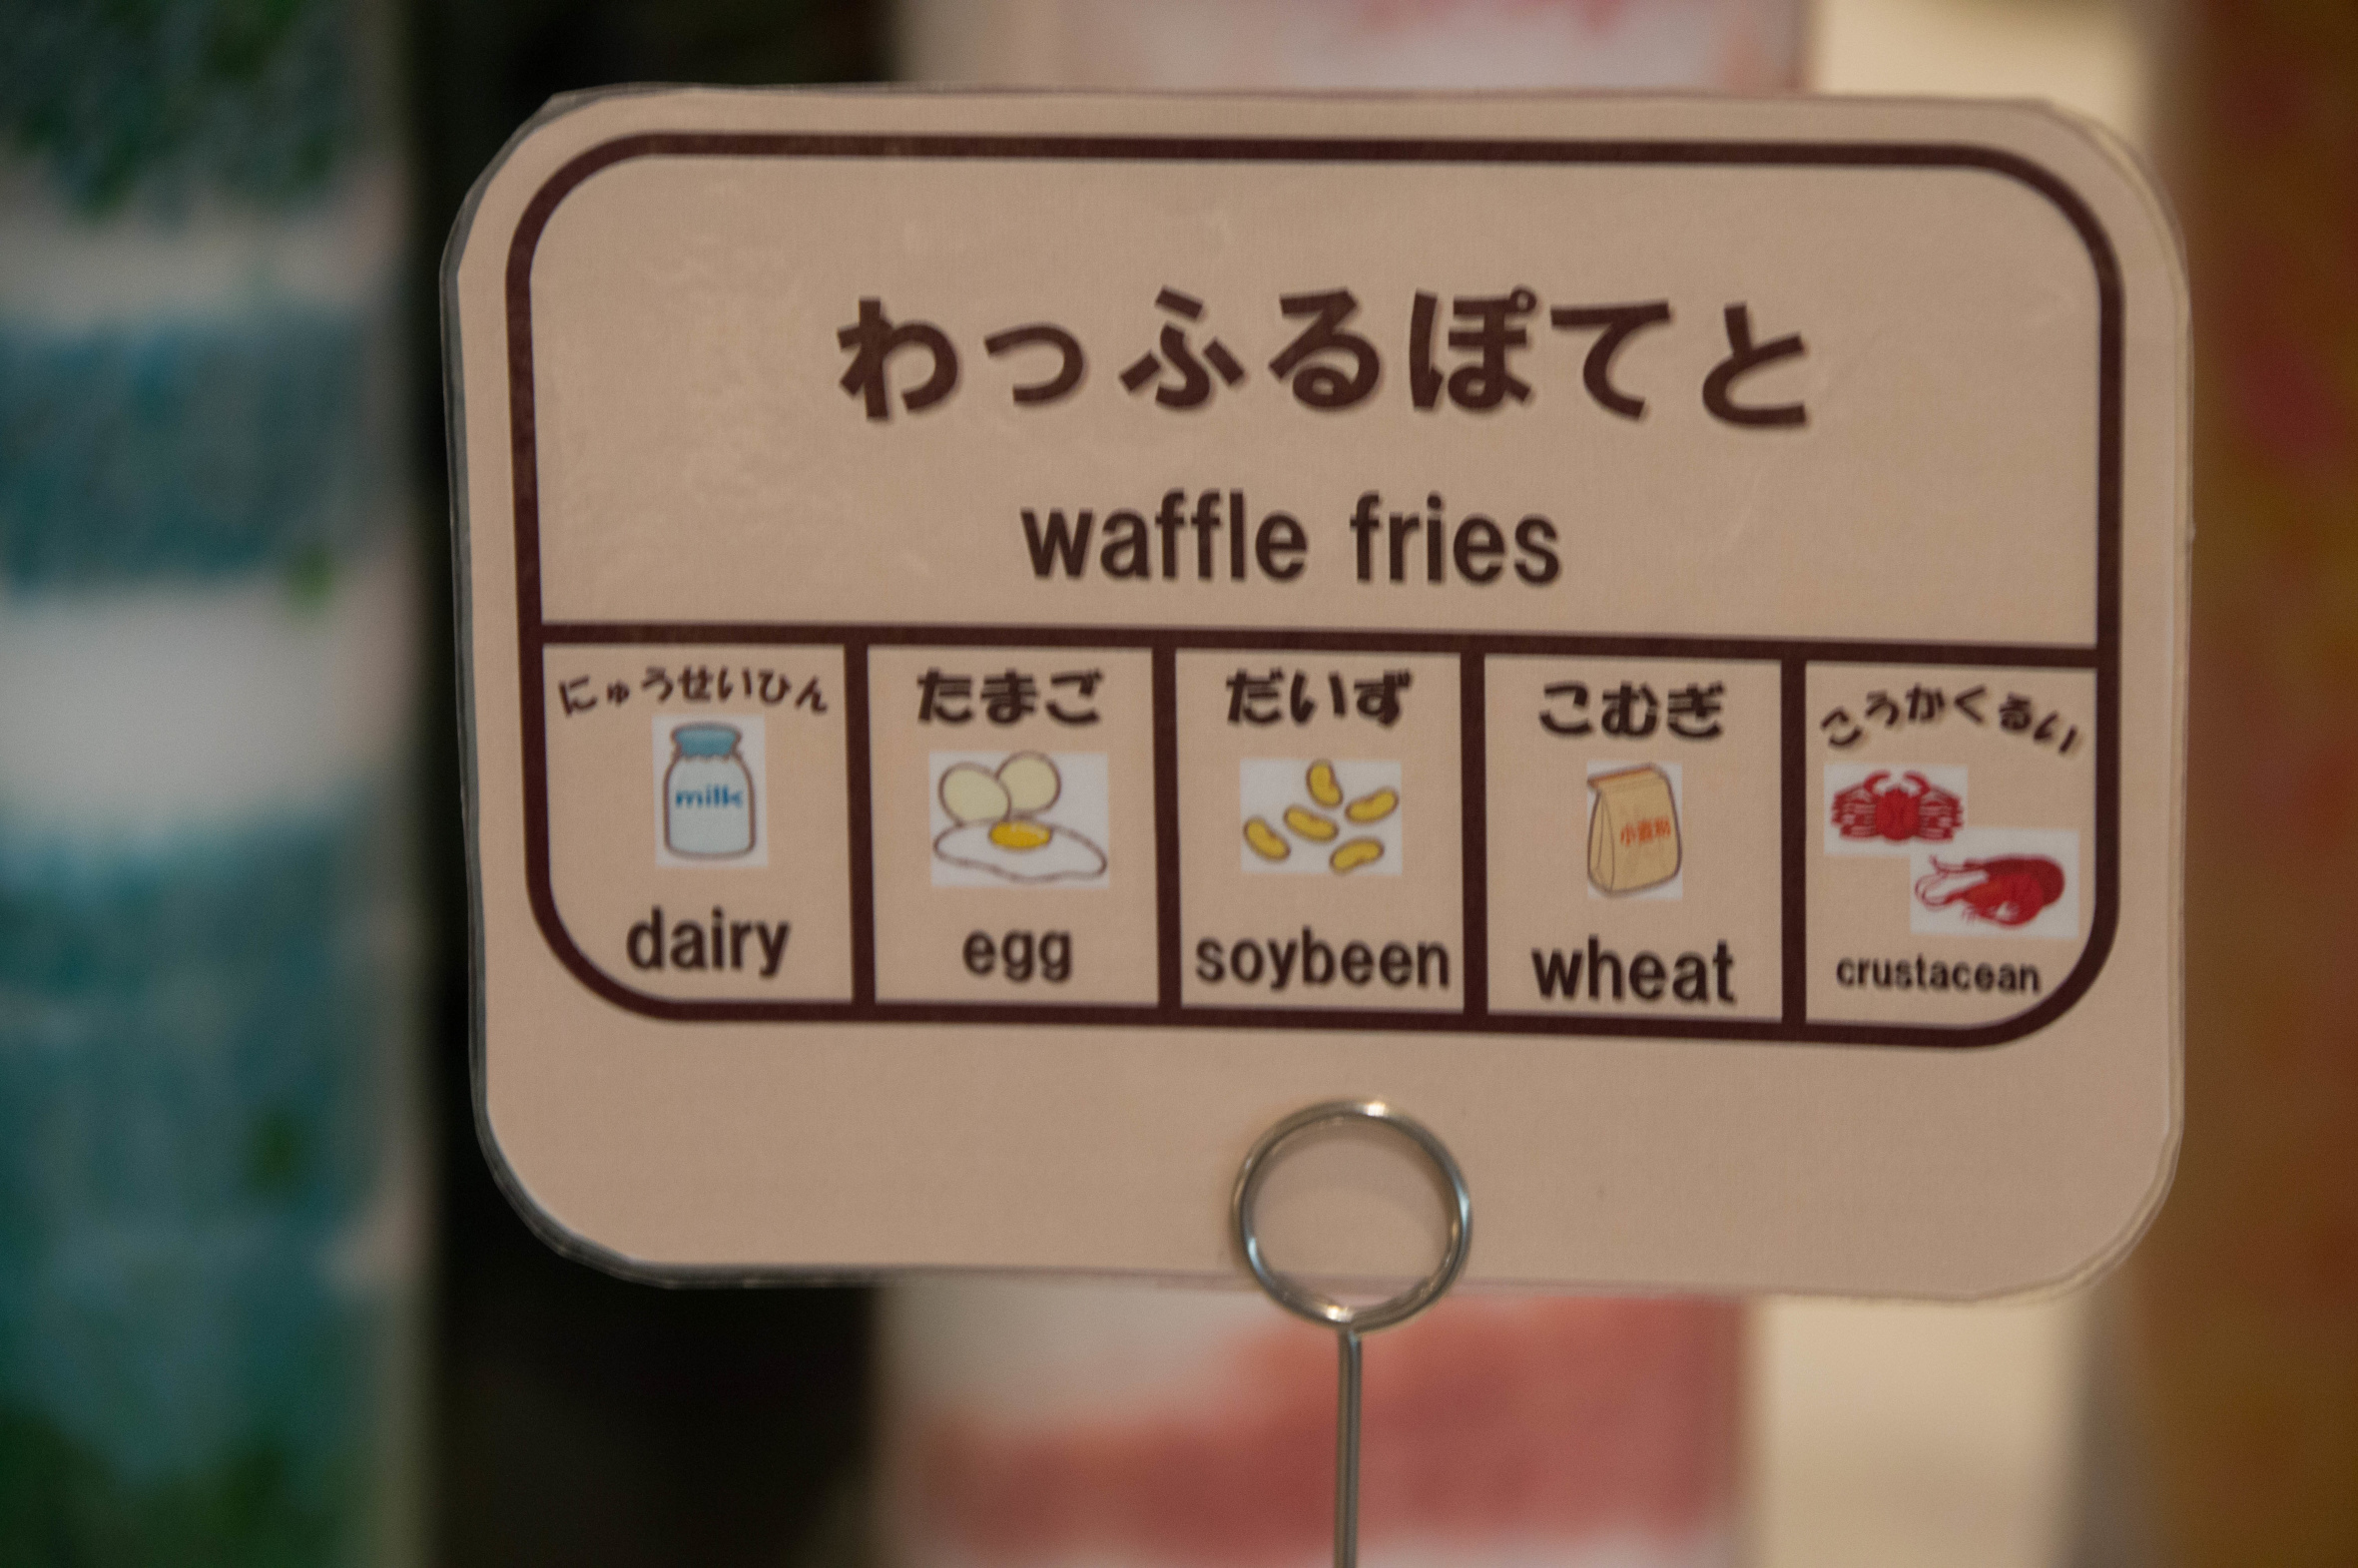 わっふるぽてと
waffle fries
にゅうせいひん
milk
dairy
たまご
egg
だいず
soybeen
こむぎ
小麦粉
wheat
こうかくるい
crustacean